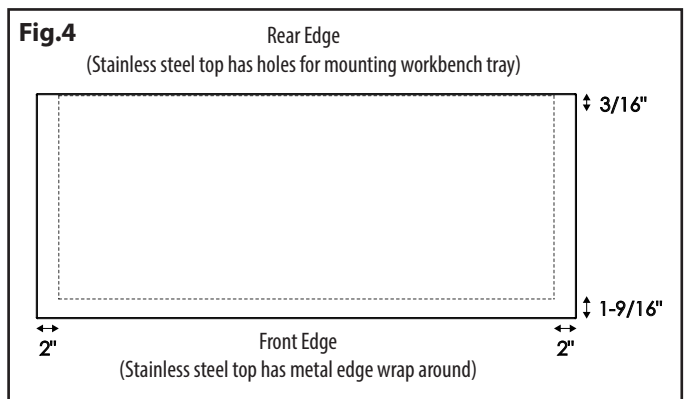 Fig.4
Rear Edge
(Stainless steel top has holes for mounting workbench tray)
3/16"
1-9/16"
2"
2"
Front Edge
(Stainless steel top has metal edge wrap around)